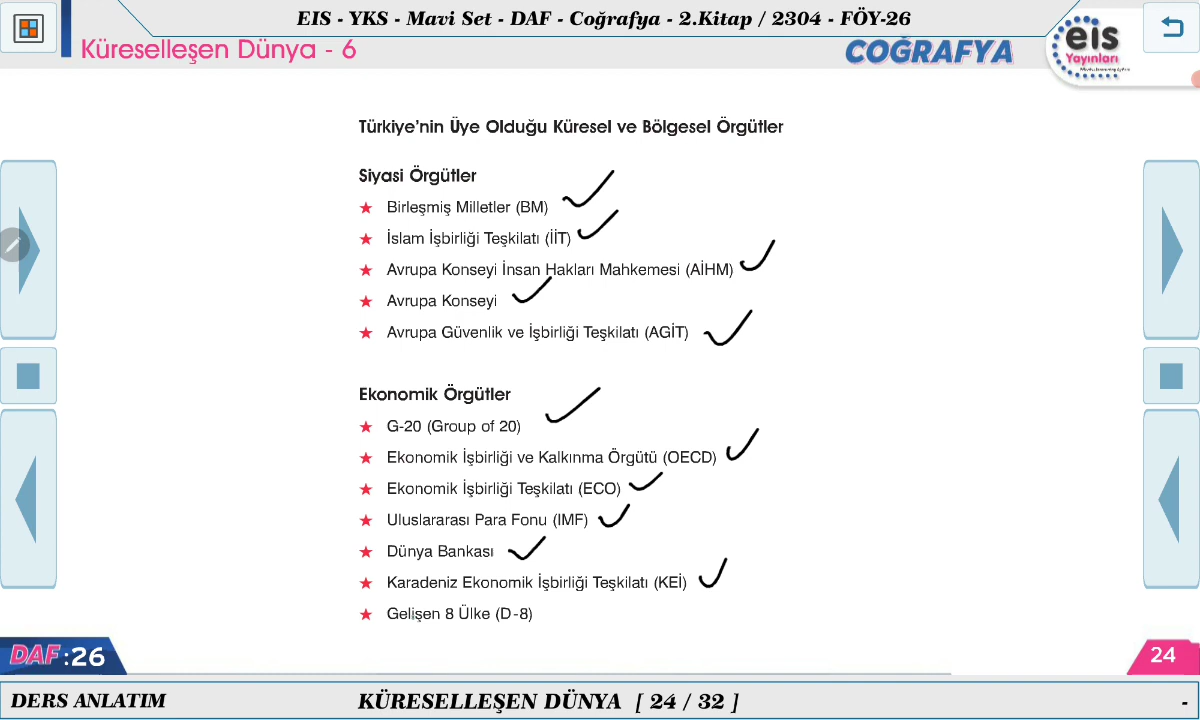 EIS - YKS - Mavi Set - DAF - Coğrafya - 2.Kitap / 2304 - FÖY-26
Küreselleşen Dünya - 6
COĞRAFYA
eis
Yayınları
Türkiye'nin Üye Olduğu Küresel ve Bölgesel Örgütler
Siyasi Örgütler
★ Birleşmiş Milletler (BM)
★ İslam İşbirliği Teşkilatı (İİT)
★ Avrupa Konseyi İnsan Hakları Mahkemesi (AİHM)
★ Avrupa Konseyi
★ Avrupa Güvenlik ve İşbirliği Teşkilatı (AGİT)
Ekonomik Örgütler
★ G-20 (Group of 20)
★ Ekonomik İşbirliği ve Kalkınma Örgütü (OECD)
★ Ekonomik İşbirliği Teşkilatı (ECO)
★ Uluslararası Para Fonu (IMF)
★ Dünya Bankası
★ Karadeniz Ekonomik İşbirliği Teşkilatı (KEİ)
★ Gelişen 8 Ülke (D-8)
DAF:26
24
DERS ANLATIM
KÜRESELLEŞEN DÜNYA [ 24 / 32 ]
-